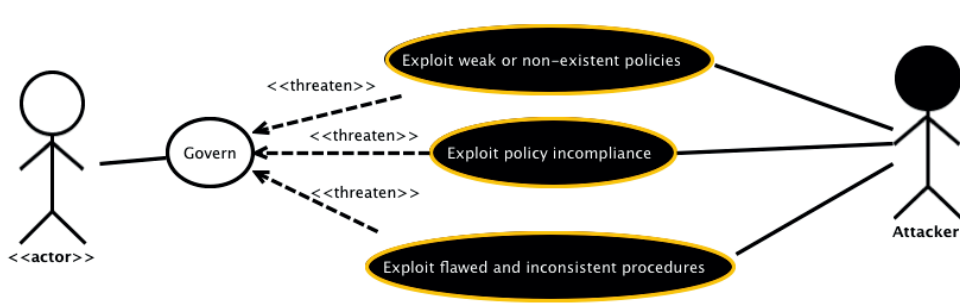 Exploit weak or non-existent policies
<<threaten>>
<<threaten>>
Govern
Exploit policy incompliance
<<threaten>>
Attacker
<<actor>>
Exploit flawed and inconsistent procedures